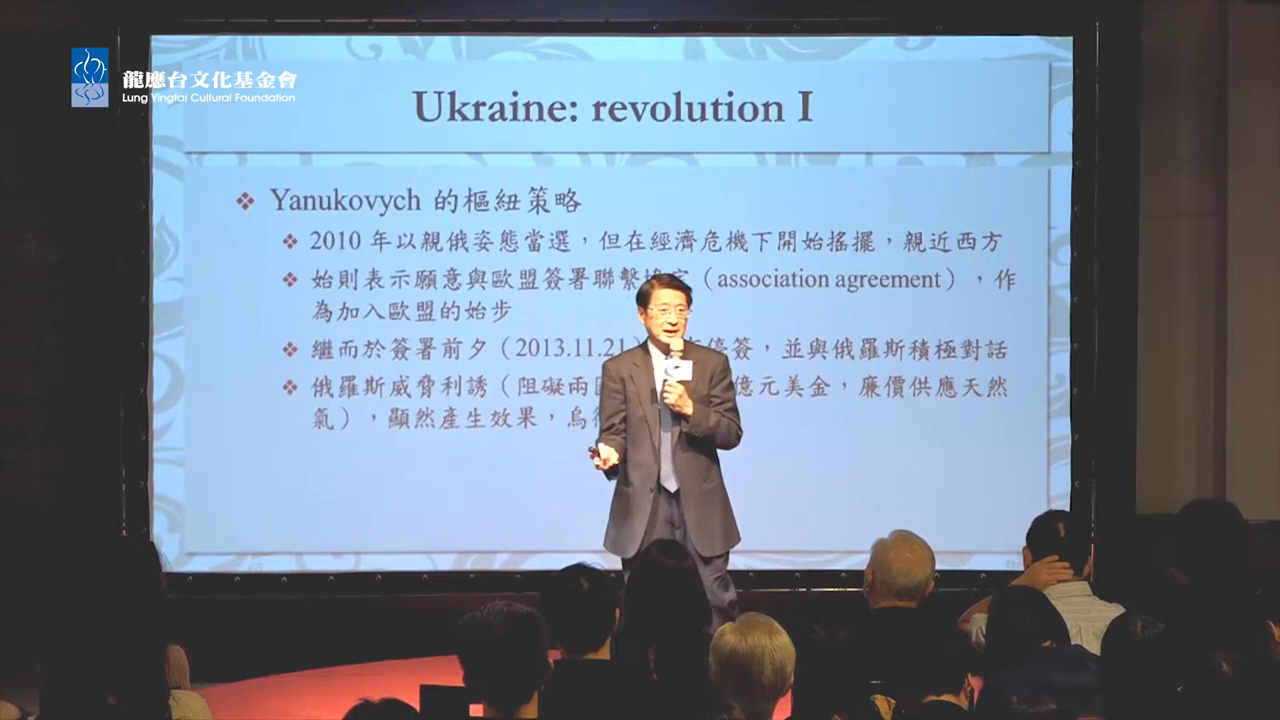 龍應台文化基金會
Lung Yingtai Cultural Foundation
Ukraine: revolution I
Yanukovych 的樞紐策略
2010 年以親俄姿態當選，但在經濟危機下開始搖擺，親近西方
始則表示願意與歐盟簽署聯繫協定（association agreement），作
為加入歐盟的始步
繼而於簽署前夕（2013.11.21） 停簽，並與俄羅斯積極對話
俄羅斯威脅利誘（阻礙兩 億元美金，廉價供應天然
氣），顯然產生效果，烏